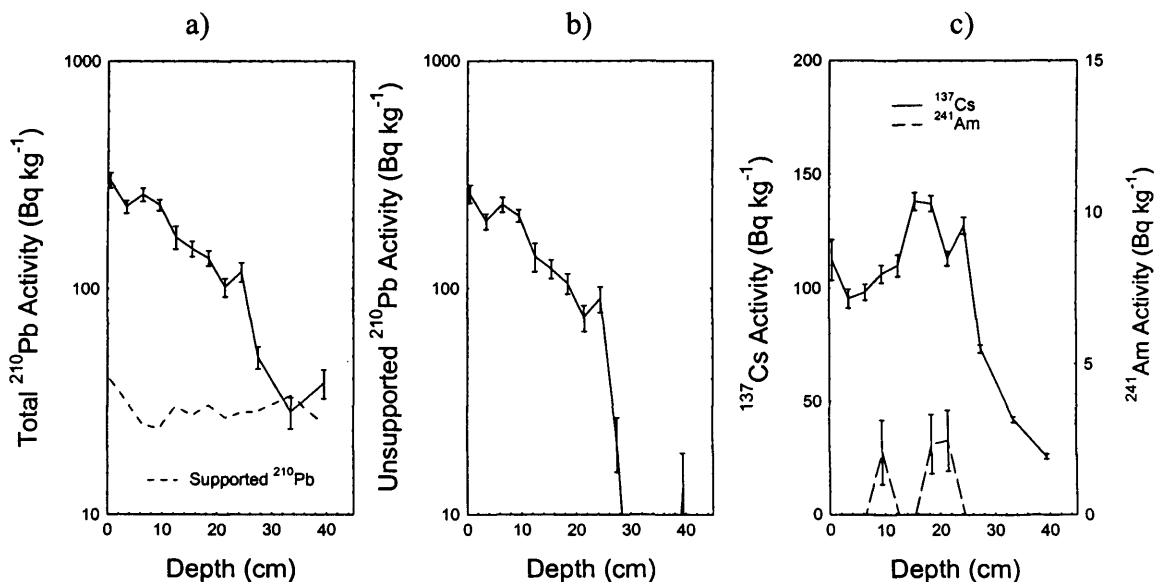 a)
b)
c)
Total ²¹⁰Pb Activity (Bq kg⁻¹)
1000
100
10
Supported ²¹⁰Pb
0 10 20 30 40
Depth (cm)
Unsupported ²¹⁰Pb Activity (Bq kg⁻¹)
1000
100
10
0 10 20 30 40
Depth (cm)
¹³⁷Cs Activity (Bq kg⁻¹)
200
150
100
50
0
¹³⁷Cs
²⁴¹Am
15
10
5
0
²⁴¹Am Activity (Bq kg⁻¹)
0 10 20 30 40
Depth (cm)